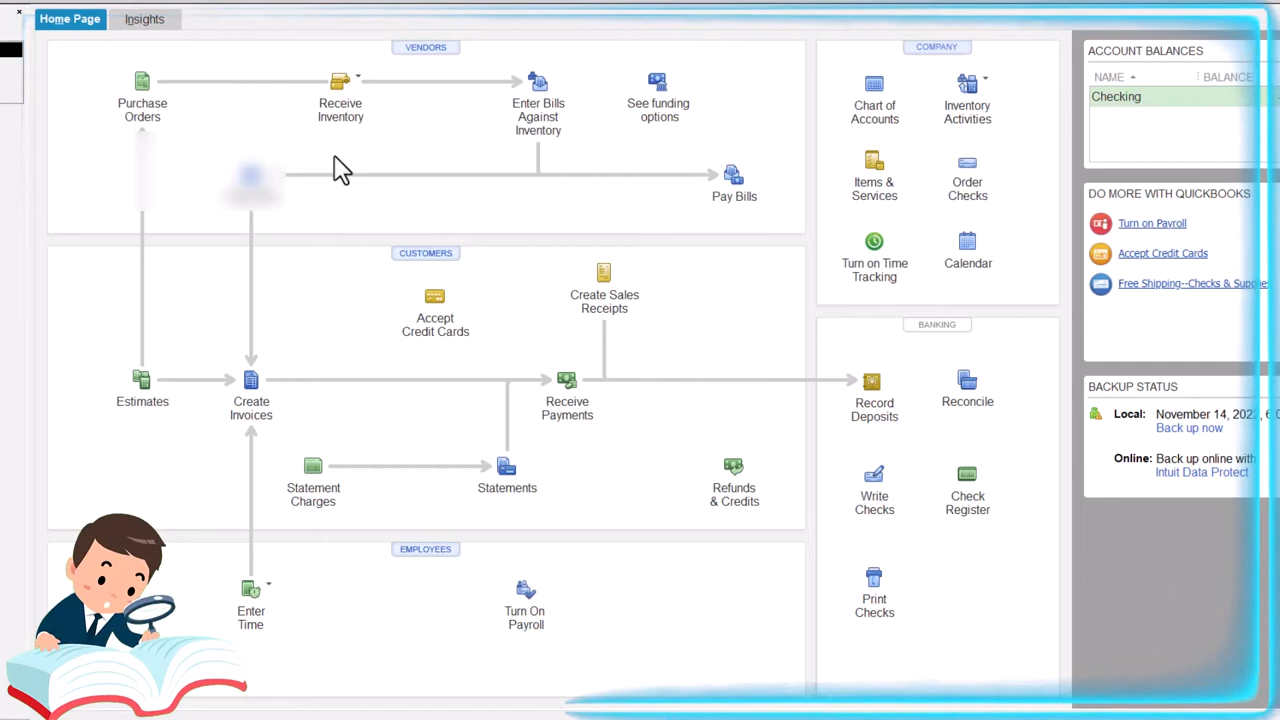 × 
Home Page
Insights
VENDORS
Purchase
Orders
Receive
Inventory
Enter Bills
Against
Inventory
See funding
options
Pay Bills
CUSTOMERS
Create Sales
Receipts
Accept
Credit Cards
Estimates
Create
Invoices
Receive
Payments
Statement
Charges
Statements
Refunds
& Credits
EMPLOYEES
Enter
Time
Turn On
Payroll
COMPANY
Chart of
Accounts
Inventory
Activities
Items &
Services
Order
Checks
Turn on Time
Tracking
Calendar
BANKING
Record
Deposits
Reconcile
Write
Checks
Check
Register
Print
Checks
ACCOUNT BALANCES
NAME
BALANCE
Checking
DO MORE WITH QUICKBOOKS
Turn on Payroll
Accept Credit Cards
Free Shipping--Checks & Supplies
BACKUP STATUS
Local: November 14, 2022, 6:0
Back up now
Online: Back up online with
Intuit Data Protect